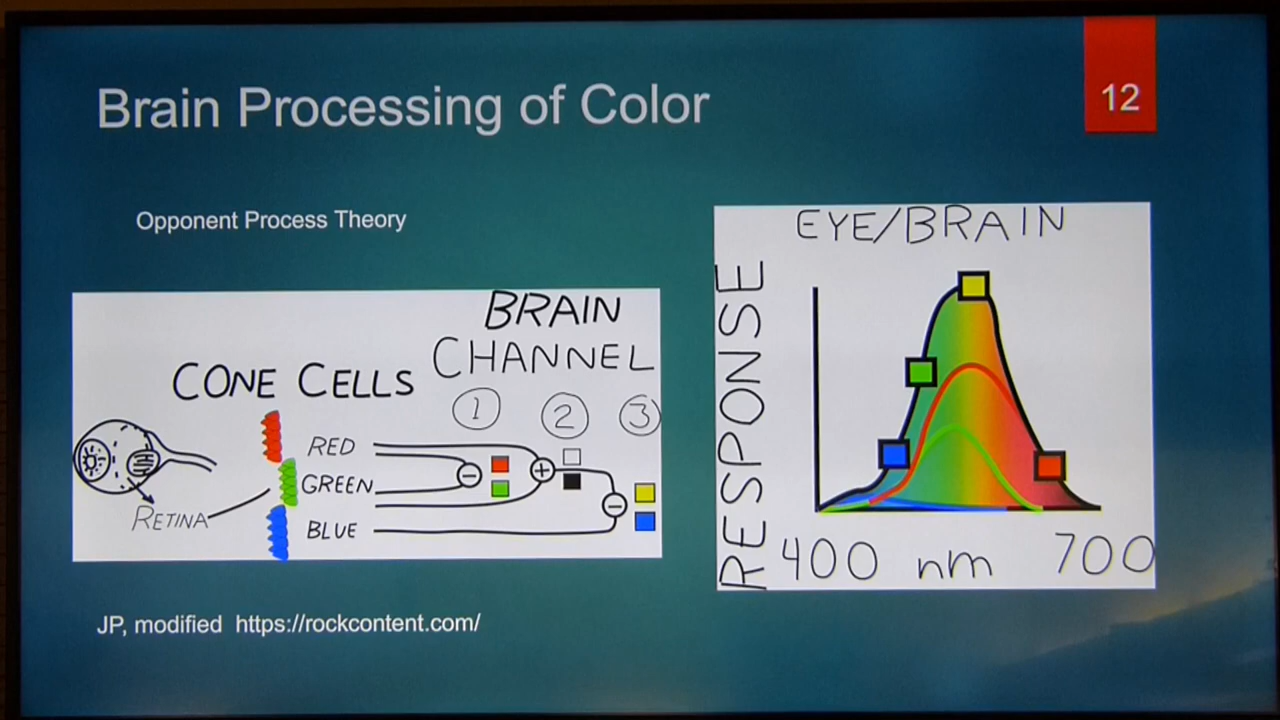 Brain Processing of Color
12
Opponent Process Theory
BRAIN
CHANNEL
CONE CELLS
1 2 3
RED
GREEN
BLUE
RETINA
EYE/BRAIN
RESPONSE
400 nm 700
JP, modified https://rockcontent.com/